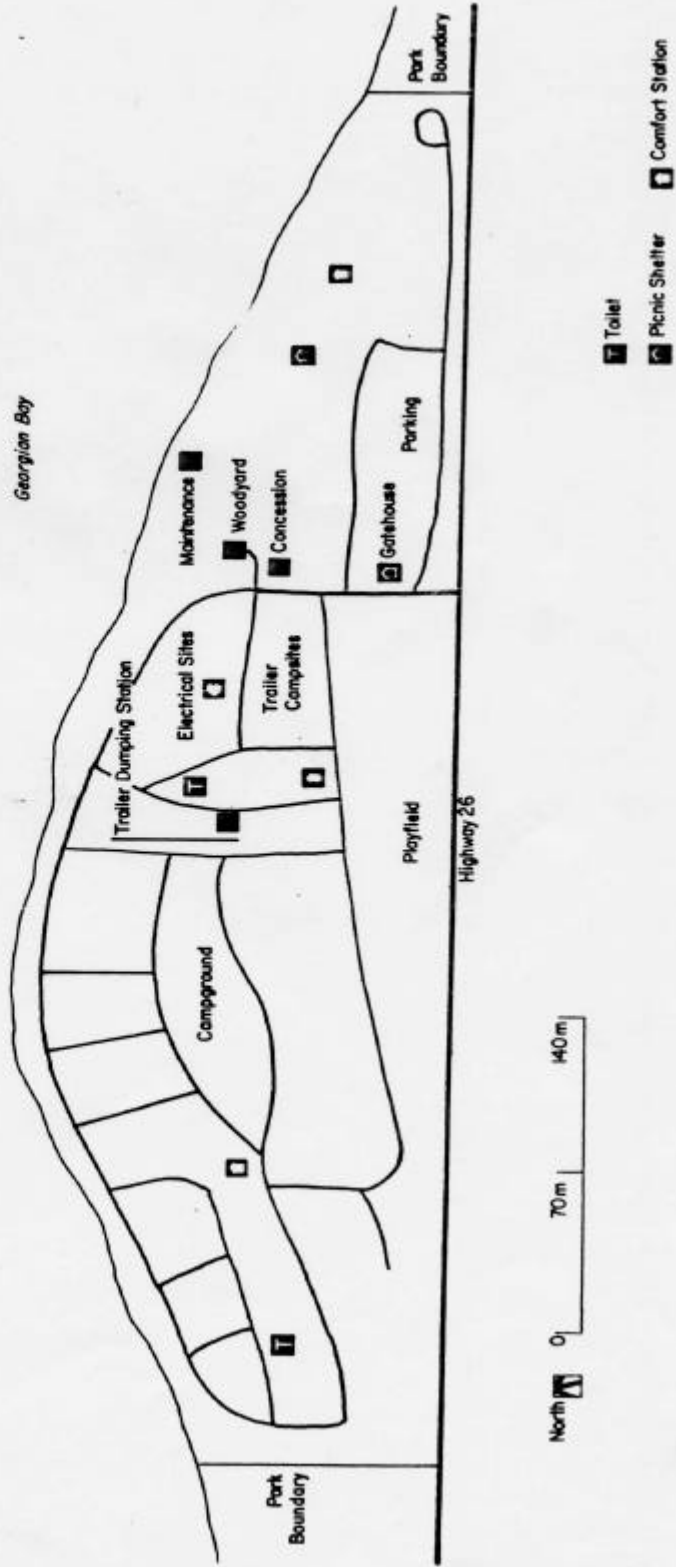 Georgian Bay
Park
Boundary
Maintenance
Woodyard
Concession
Trailer Dumping Station
Electrical Sites
Trailer
Campsites
Gatehouse
Parking
Campground
Playfield
Highway 26
Park
Boundary
North
0
70m
140m
T Toilet
Picnic Shelter
Comfort Station
T
T